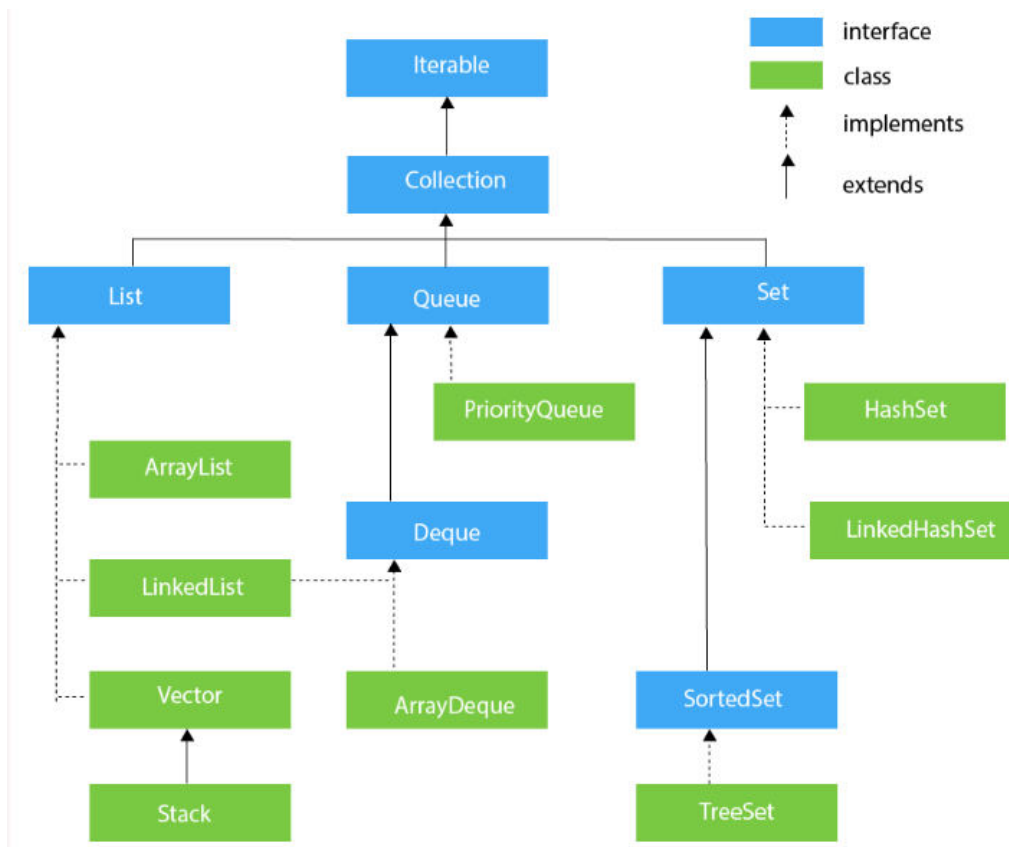 interface
Iterable
class
implements
Collection
extends
List
Queue
Set
PriorityQueue
HashSet
ArrayList
Deque
LinkedHashSet
LinkedList
Vector
ArrayDeque
SortedSet
Stack
TreeSet